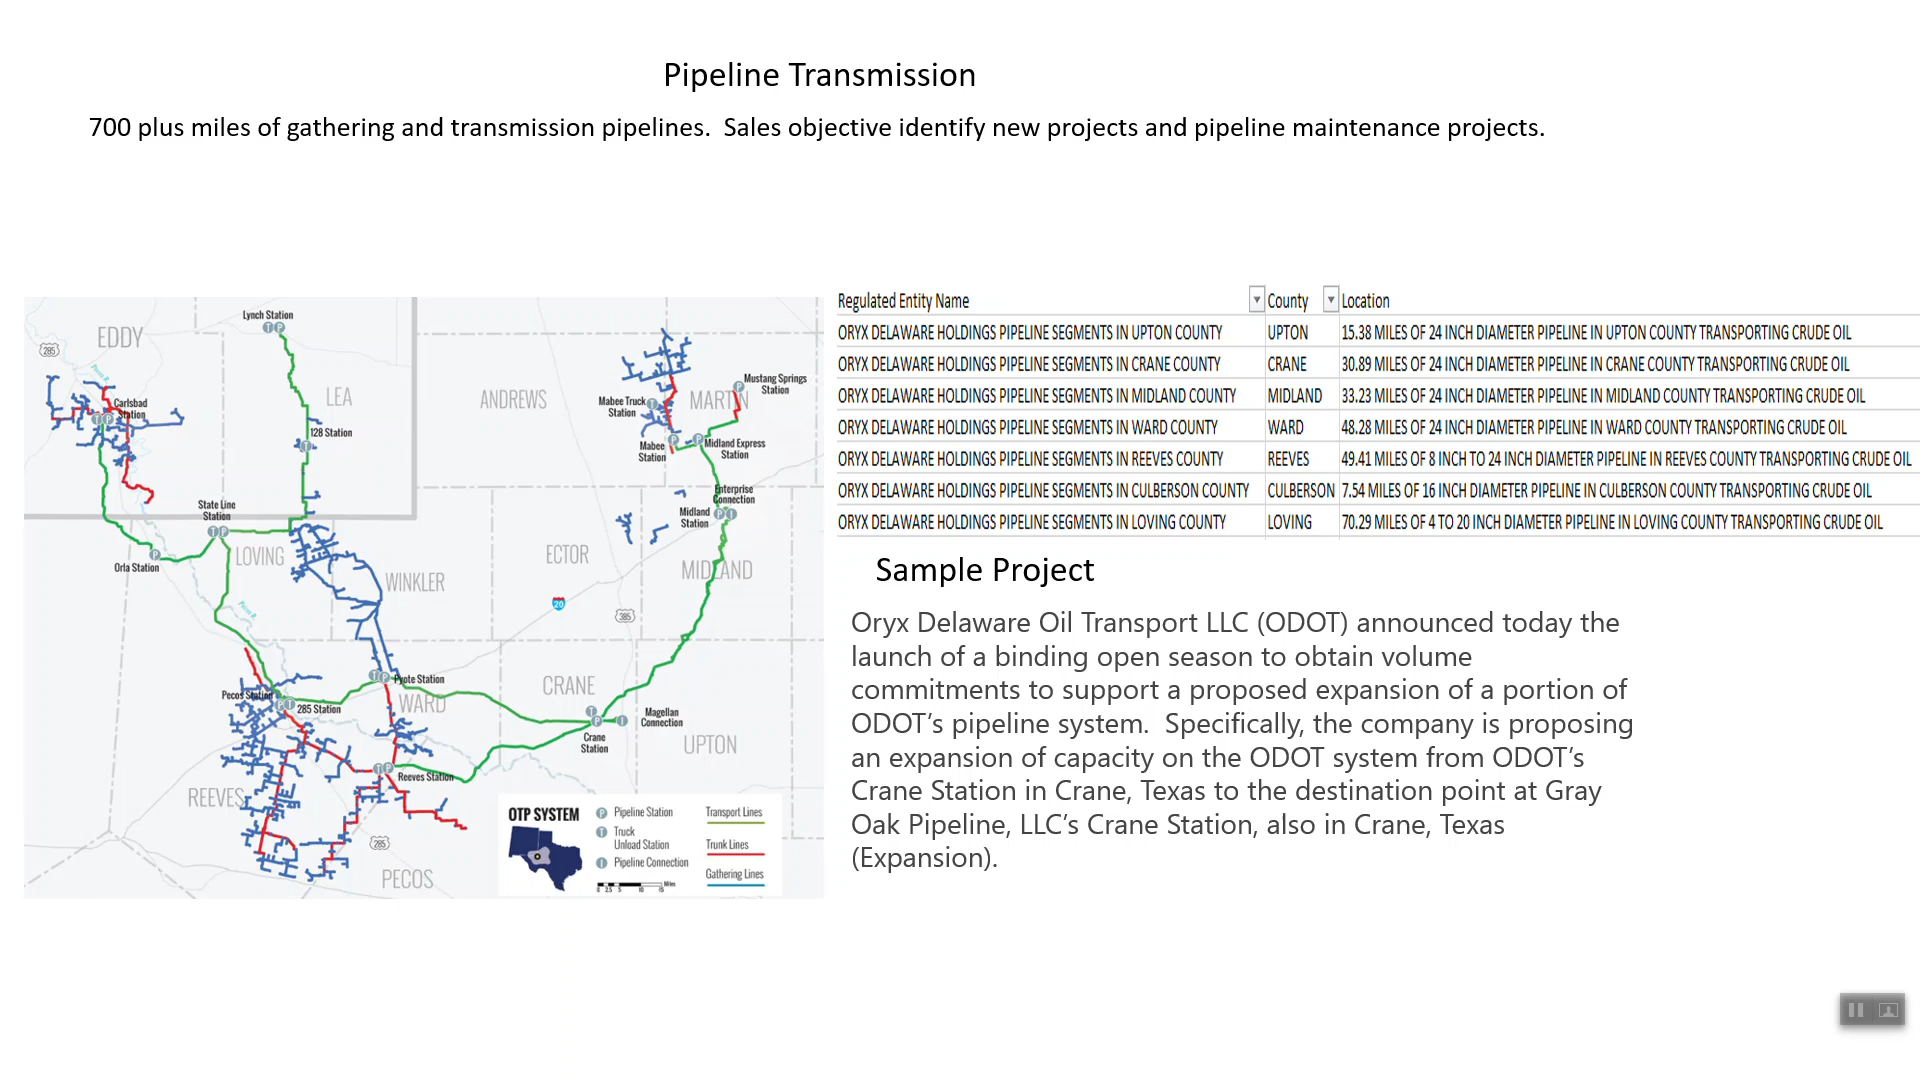 Pipeline Transmission
700 plus miles of gathering and transmission pipelines.  Sales objective identify new projects and pipeline maintenance projects.
Regulated Entity Name County Location
ORYX DELAWARE HOLDINGS PIPELINE SEGMENTS IN UPTON COUNTY UPTON 15.38 MILES OF 24 INCH DIAMETER PIPELINE IN UPTON COUNTY TRANSPORTING CRUDE OIL
ORYX DELAWARE HOLDINGS PIPELINE SEGMENTS IN CRANE COUNTY CRANE 30.89 MILES OF 24 INCH DIAMETER PIPELINE IN CRANE COUNTY TRANSPORTING CRUDE OIL
ORYX DELAWARE HOLDINGS PIPELINE SEGMENTS IN MIDLAND COUNTY MIDLAND 33.23 MILES OF 24 INCH DIAMETER PIPELINE IN MIDLAND COUNTY TRANSPORTING CRUDE OIL
ORYX DELAWARE HOLDINGS PIPELINE SEGMENTS IN WARD COUNTY WARD 48.28 MILES OF 24 INCH DIAMETER PIPELINE IN WARD COUNTY TRANSPORTING CRUDE OIL
ORYX DELAWARE HOLDINGS PIPELINE SEGMENTS IN REEVES COUNTY REEVES 49.41 MILES OF 8 INCH TO 24 INCH DIAMETER PIPELINE IN REEVES COUNTY TRANSPORTING CRUDE OIL
ORYX DELAWARE HOLDINGS PIPELINE SEGMENTS IN CULBERSON COUNTY CULBERSON 7.54 MILES OF 16 INCH DIAMETER PIPELINE IN CULBERSON COUNTY TRANSPORTING CRUDE OIL
ORYX DELAWARE HOLDINGS PIPELINE SEGMENTS IN LOVING COUNTY LOVING 70.29 MILES OF 4 TO 20 INCH DIAMETER PIPELINE IN LOVING COUNTY TRANSPORTING CRUDE OIL
Sample Project
Oryx Delaware Oil Transport LLC (ODOT) announced today the
launch of a binding open season to obtain volume
commitments to support a proposed expansion of a portion of
ODOT’s pipeline system.  Specifically, the company is proposing
an expansion of capacity on the ODOT system from ODOT’s
Crane Station in Crane, Texas to the destination point at Gray
Oak Pipeline, LLC’s Crane Station, also in Crane, Texas
(Expansion).
Lynch Station
EDDY
285
Pecos R.
LEA
ANDREWS
MARTIN
Mustang Springs
Station
Mabee Truck
Station
Carlsbad
Station
128 Station
Mabee
Station
Midland Express
Station
Enterprise
Connection
State Line
Station
Midland
Station
Orla Station
LOVING
ECTOR
WINKLER
MIDLAND
20
385
Pecos R.
Pyote Station
CRANE
Pecos Station
285 Station
WARD
Magellan
Connection
Crane
Station
UPTON
Reeves Station
REEVES
285
PECOS
OTP SYSTEM
P Pipeline Station
T Truck
Unload Station
I Pipeline Connection
Transport Lines
Trunk Lines
Gathering Lines
0 2.5 5 10 15 Miles